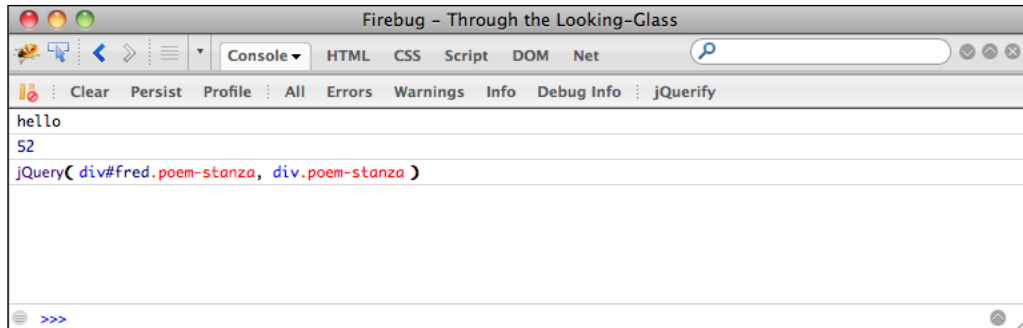 Firebug - Through the Looking-Glass
Console HTML CSS Script DOM Net
Clear Persist Profile All Errors Warnings Info Debug Info jQuerify
hello
52
jQuery( div#fred.poem-stanza, div.poem-stanza )
>>>